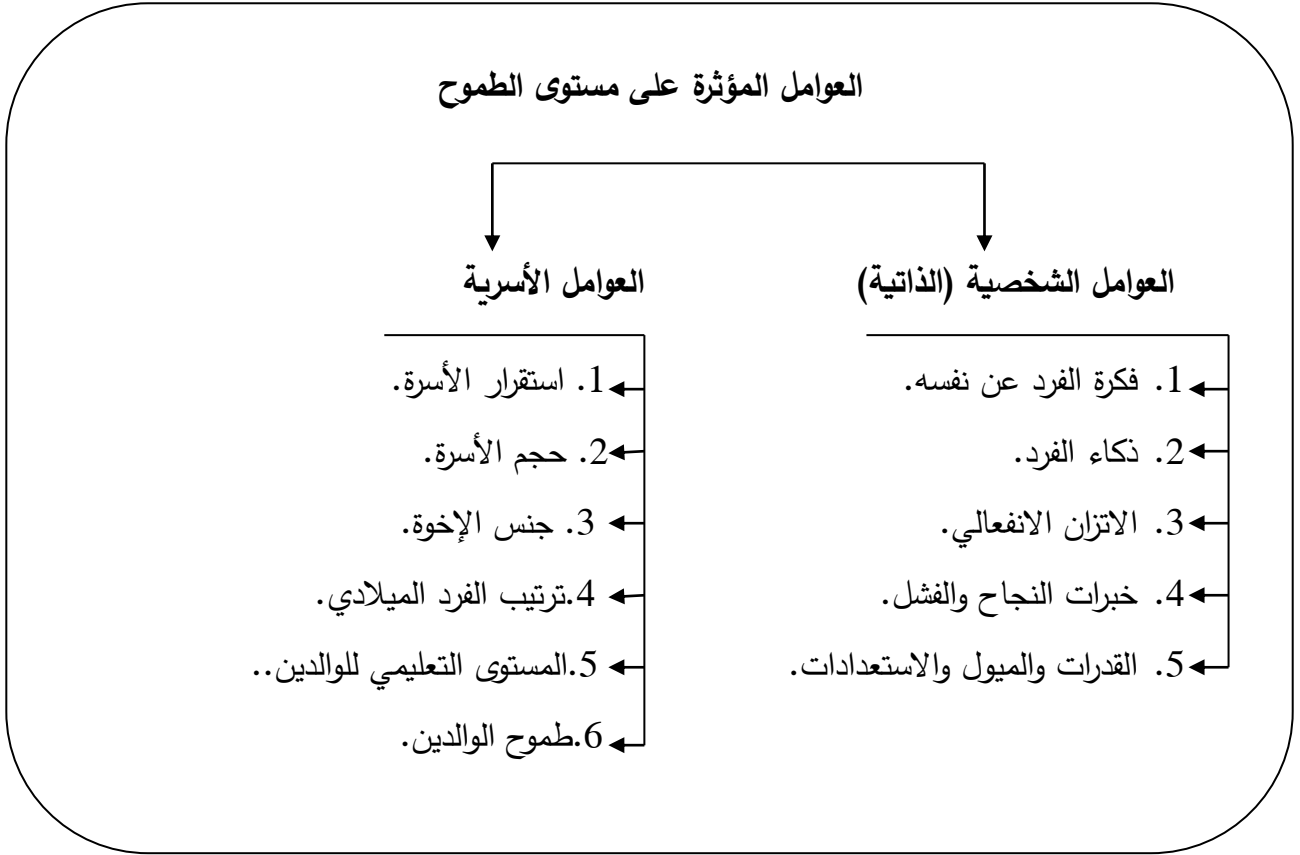 العوامل المؤثرة على مستوى الطموح
العوامل الشخصية (الذاتية)
1. فكرة الفرد عن نفسه.
2. ذكاء الفرد.
3. الاتزان الانفعالي.
4. خبرات النجاح والفشل.
5. القدرات والميول والاستعدادات.
العوامل الأسرية
1. استقرار الأسرة.
2. حجم الأسرة.
3. جنس الإخوة.
4.ترتيب الفرد الميلادي.
5.المستوى التعليمي للوالدين..
6.طموح الوالدين.